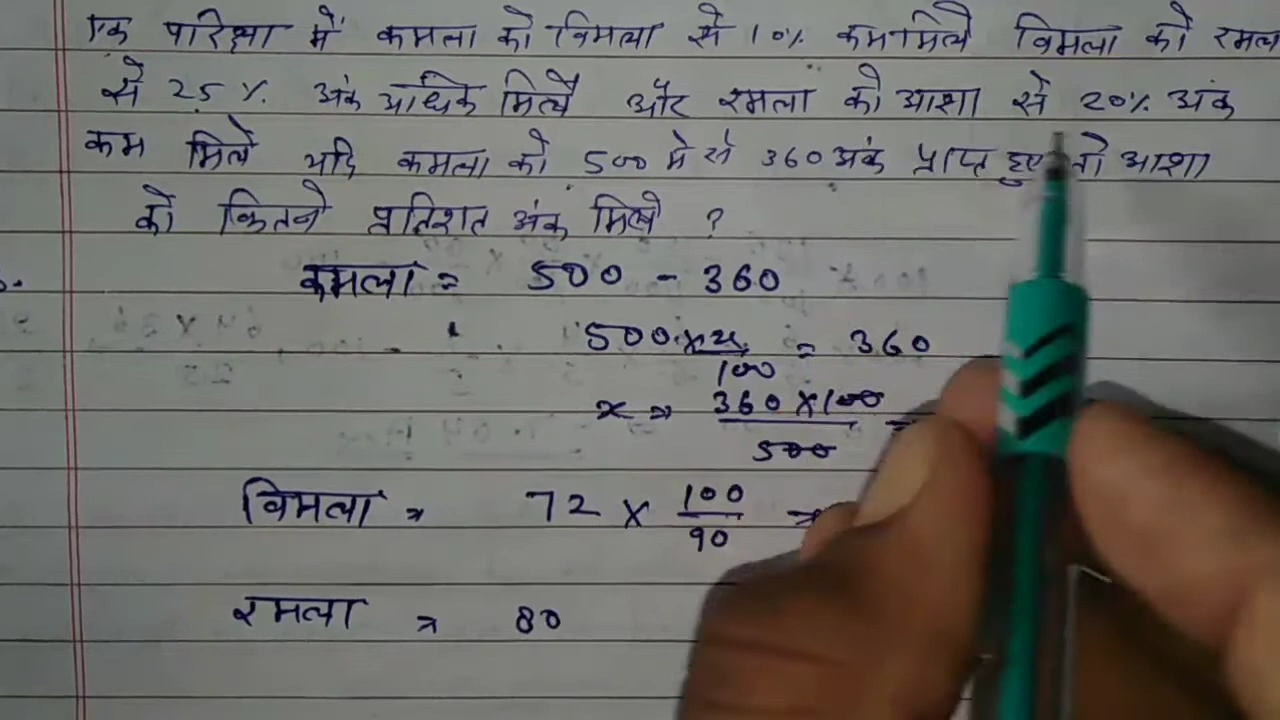 एक परिक्षा में कमला को विमला से 10% कम मिले विमला को रमला
से 25% अंक अधिक मिले और रमला को आशा से 20% अंक
कम मिले यदि कमला को 500 मे से 360 अंक प्राप्त हुए तो आशा
को कितने प्रतिशत अंक मिले ?
कमला = 500 - 360
500 × x / 100 = 360
x = 360 × 100 / 500 =
विमला = 72 × 100 / 90 =
रमला = 80